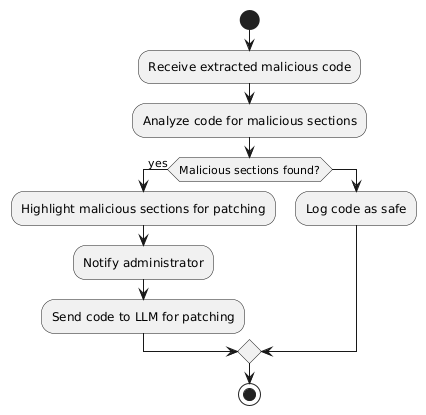 Receive extracted malicious code
Analyze code for malicious sections
Malicious sections found?
yes
Highlight malicious sections for patching
Log code as safe
Notify administrator
Send code to LLM for patching